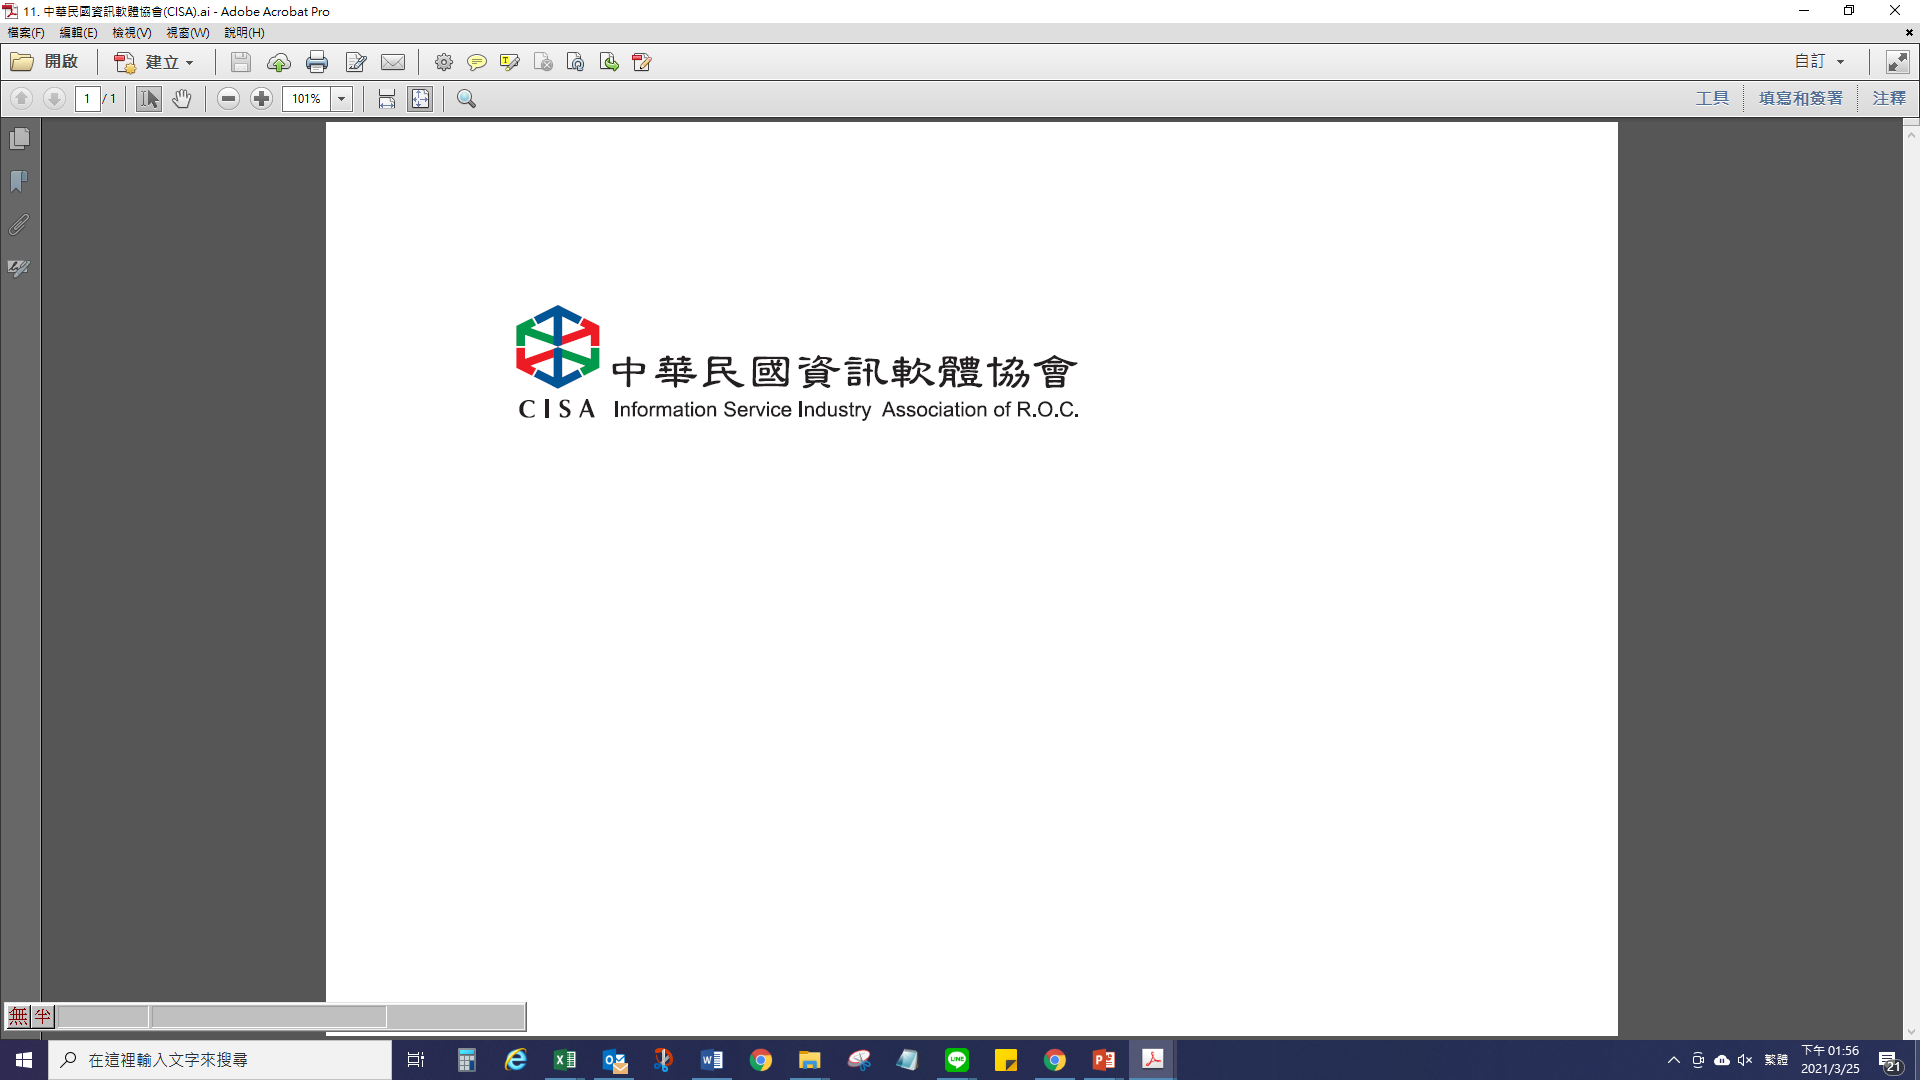 11. 中華民國資訊軟體協會(CISA).ai - Adobe Acrobat Pro
檔案(F) 編輯(E) 檢視(V) 視窗(W) 說明(H)
開啟 建立 自訂
1 / 1 101% 工具 填寫和簽署 注釋
中華民國資訊軟體協會
CISA Information Service Industry Association of R.O.C.
無 半
在這裡輸入文字來搜尋 繁體 下午 01:56
2021/3/25 21